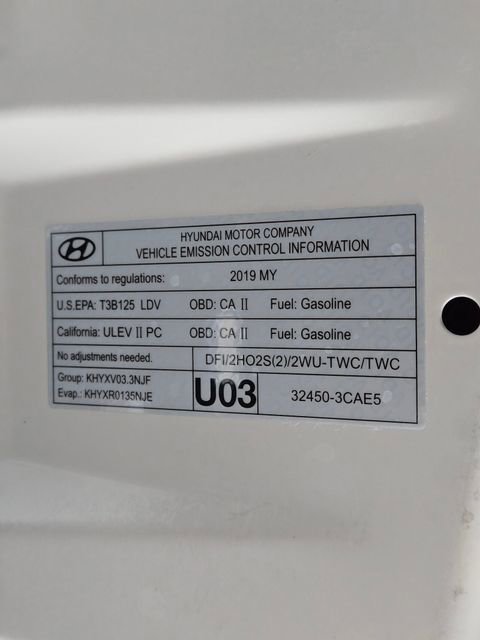 HYUNDAI MOTOR COMPANY
VEHICLE EMISSION CONTROL INFORMATION
Conforms to regulations: 2019 MY
U.S.EPA: T3B125 LDV OBD: CA II Fuel: Gasoline
California: ULEV II PC OBD: CA II Fuel: Gasoline
No adjustments needed. DFI/2HO2S(2)/2WU-TWC/TWC
Group: KHYXV03.3NJF
Evap.: KHYXR0135NJE
U03
32450-3CAE5